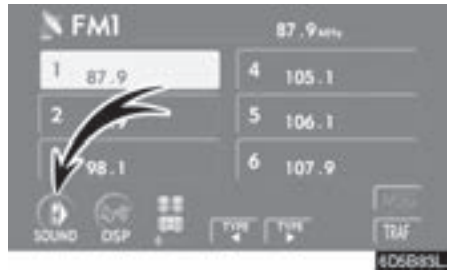 FM1 87.9 MHz
1 87.9 4 105.1
2 5 106.1
98.1 6 107.9
TYPE TYPE
SOUND DSP TRAF